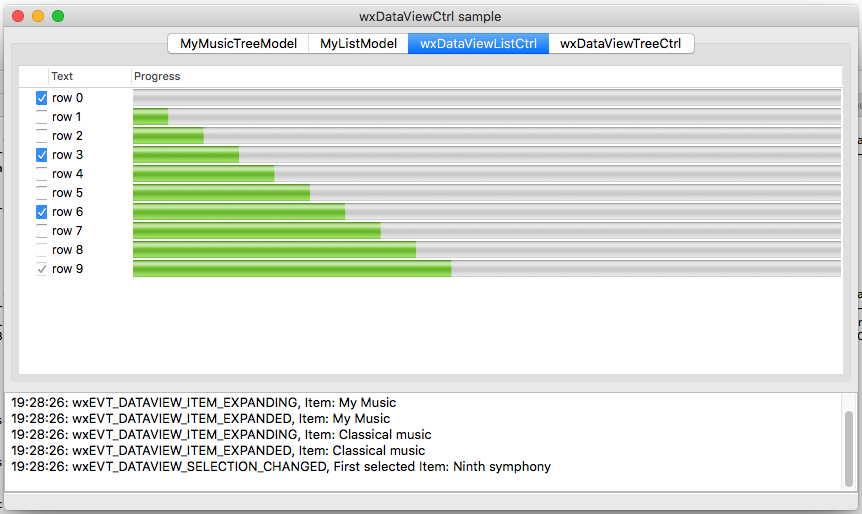 wxDataViewCtrl sample
MyMusicTreeModel MyListModel wxDataViewListCtrl wxDataViewTreeCtrl
Text Progress
row 0
row 1
row 2
row 3
row 4
row 5
row 6
row 7
row 8
row 9
19:28:26: wxEVT_DATAVIEW_ITEM_EXPANDING, Item: My Music
19:28:26: wxEVT_DATAVIEW_ITEM_EXPANDED, Item: My Music
19:28:26: wxEVT_DATAVIEW_ITEM_EXPANDING, Item: Classical music
19:28:26: wxEVT_DATAVIEW_ITEM_EXPANDED, Item: Classical music
19:28:26: wxEVT_DATAVIEW_SELECTION_CHANGED, First selected Item: Ninth symphony